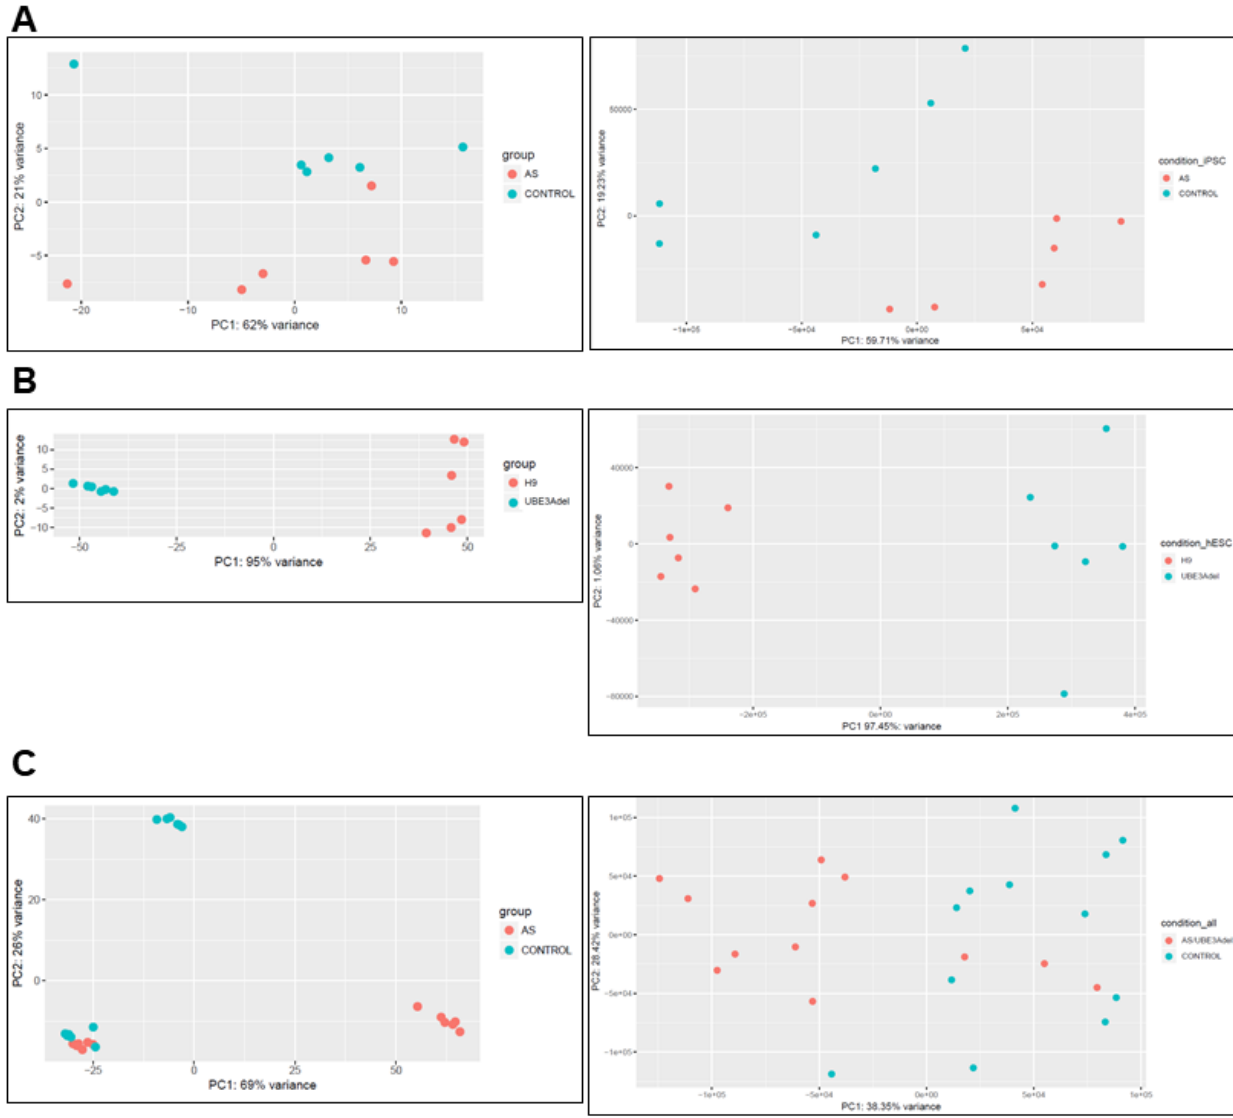 A
10
5
0
−5
−20
−10
0
10
PC2: 21% variance
PC1: 62% variance
group
AS
CONTROL
50000
0
−1e+05
−5e+04
0e+00
5e+04
PC2: 19.23% variance
PC1: 59.71% variance
condition_iPSC
AS
CONTROL
B
10
5
0
−5
−10
−50
−25
0
25
50
PC2: 2% variance
PC1: 95% variance
group
H9
UBE3Adel
40000
0
−40000
−80000
−2e+05
0e+00
2e+05
4e+05
PC2: 1.06% variance
PC1 97.45%: variance
condition_hESC
H9
UBE3Adel
C
40
20
0
−25
0
25
50
PC2: 26% variance
PC1: 69% variance
group
AS
CONTROL
1e+05
5e+04
0e+00
−5e+04
−1e+05
−1e+05
−5e+04
0e+00
5e+04
5e+05
PC2: 28.42% variance
PC1: 38.35% variance
condition_all
AS/UBE3Adel
CONTROL